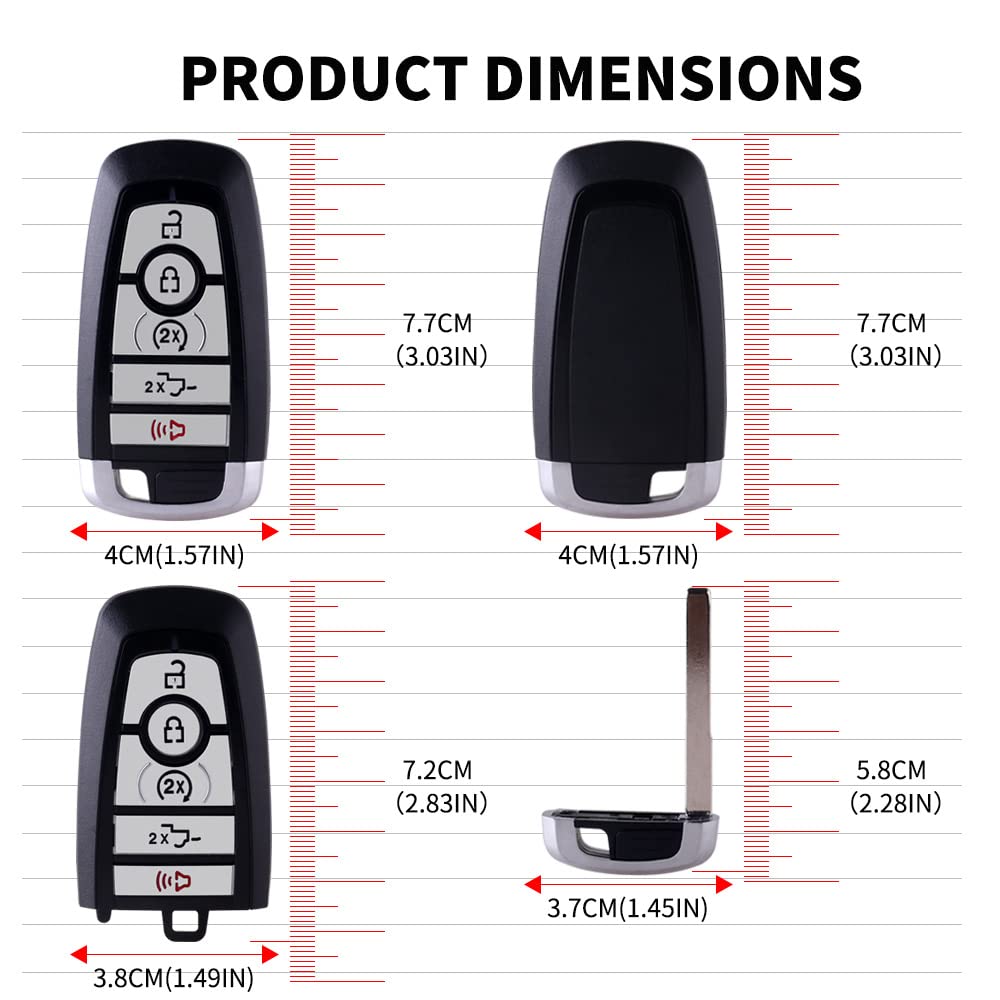 PRODUCT DIMENSIONS
2X
2X
7.7CM
(3.03IN)
4CM(1.57IN)
7.7CM
(3.03IN)
4CM(1.57IN)
2X
2X
7.2CM
(2.83IN)
3.8CM(1.49IN)
5.8CM
(2.28IN)
3.7CM(1.45IN)